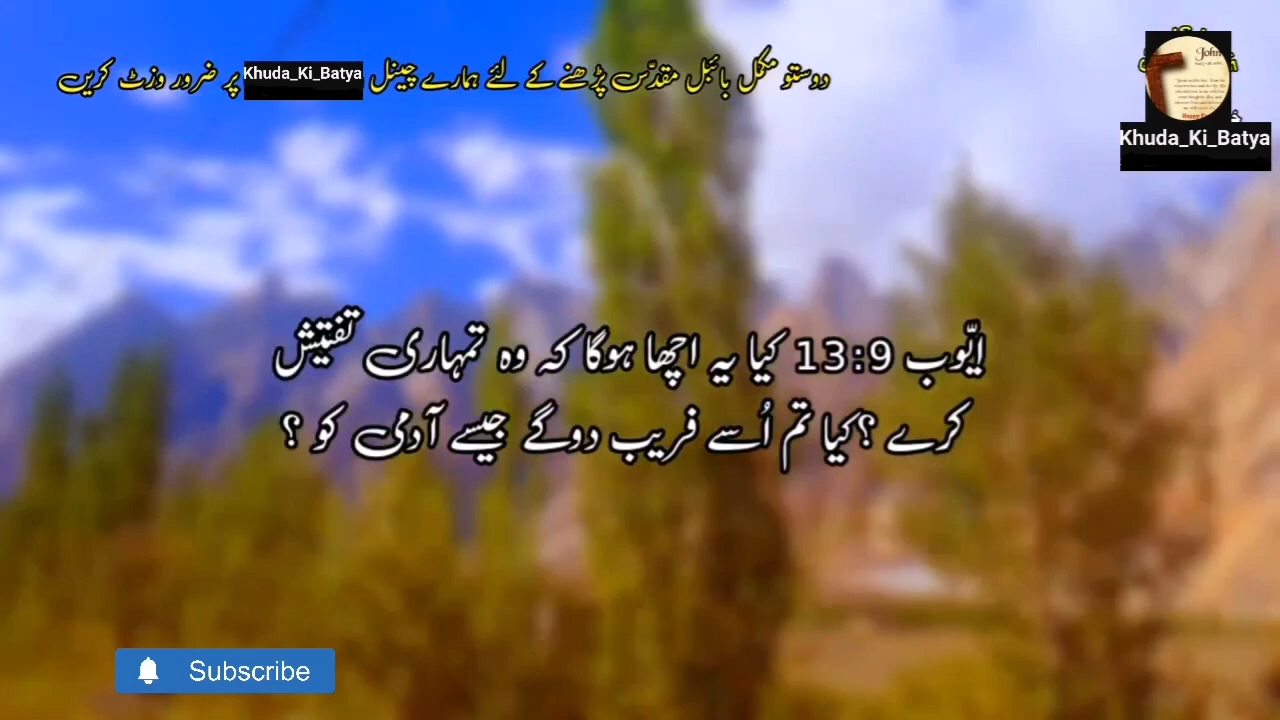 دوستو مکمل بائبل مقدّس پڑھنے کے لئے ہمارے چینل Khuda_Ki_Batya پر ضرور وزٹ کریں
John
Khuda_Ki_Batya
ایّوب 13:9 کیا یہ اچھا ہوگا کہ وہ تمہاری تفتیش
کرے ؟کیا تم اُسے فریب دوگے جیسے آدمی کو ؟
Subscribe